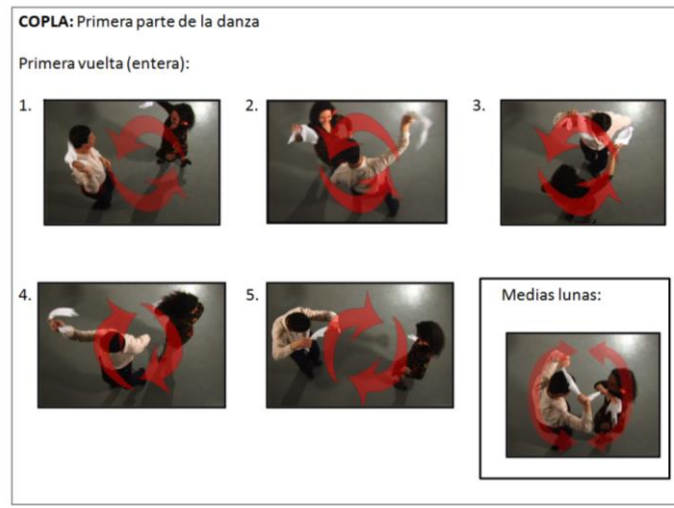 COPLA: Primera parte de la danza
Primera vuelta (entera):
1.
2.
3.
4.
5.
Medias lunas: